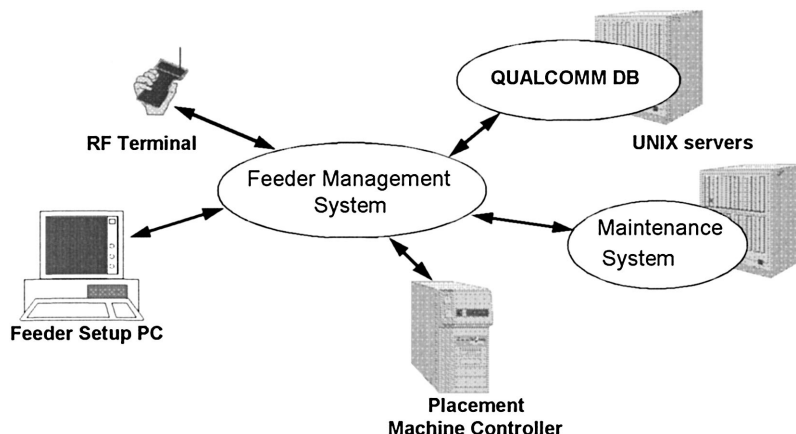 QUALCOMM DB
RF Terminal
UNIX servers
Feeder Management
System
Maintenance
System
Feeder Setup PC
Placement
Machine Controller